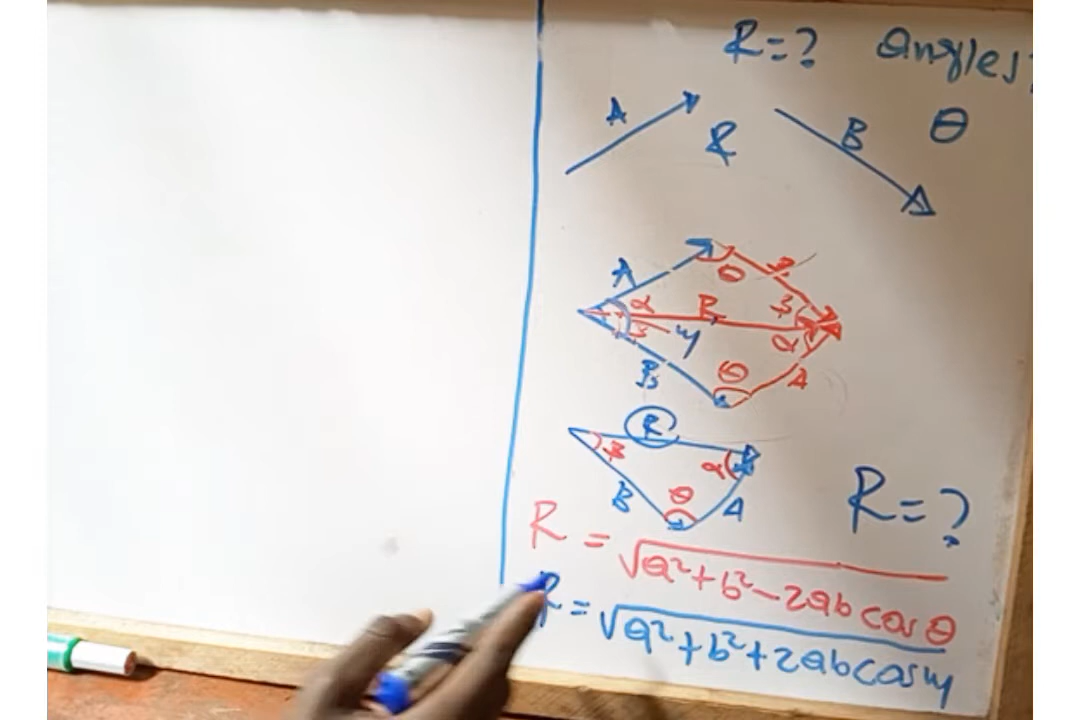 R=? angles?
A R B θ
A θ B
α R β
β ψ α
B θ A
R
β α
B θ A
R=?
R = √a²+b²-2ab cos θ
R = √a²+b²+2ab cos ψ